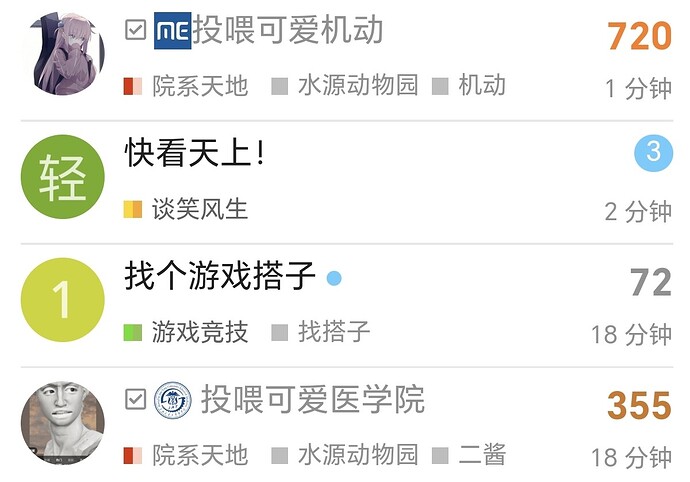 ME投喂可爱机动 720
院系天地 水源动物园 机动 1 分钟
轻 快看天上! 3
谈笑风生 2 分钟
1 找个游戏搭子 72
游戏竞技 找搭子 18 分钟
投喂可爱医学院 355
院系天地 水源动物园 二酱 18 分钟